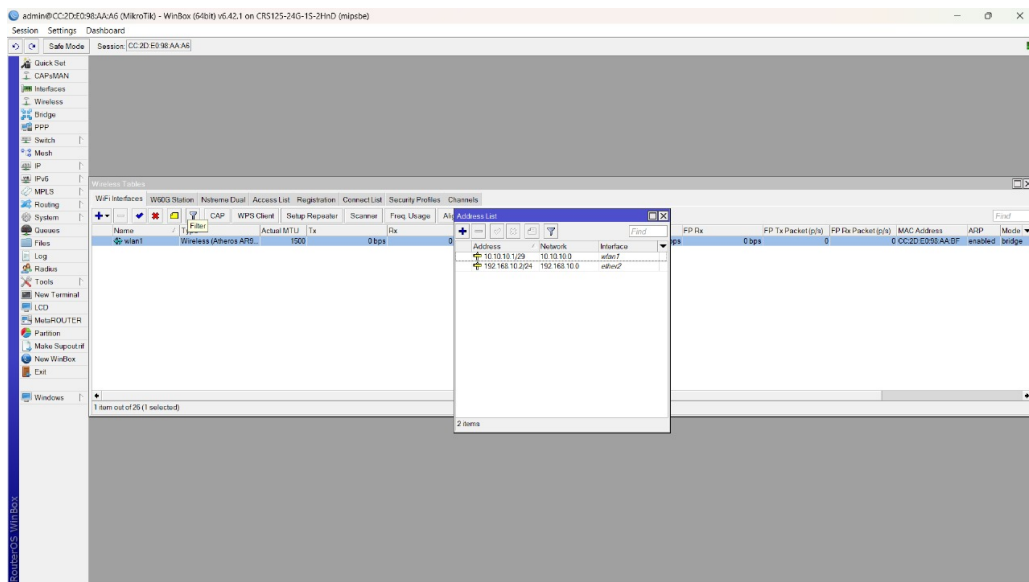 admin@CC:2D:E0:98:AA:A6 (MikroTik) - WinBox (64bit) v6.42.1 on CRS125-24G-1S-2HnD (mipsbe)
Session Settings Dashboard
Safe Mode Session: CC:2D:E0:98:AA:A6
Quick Set
CAPsMAN
Interfaces
Wireless
Bridge
PPP
Switch
Mesh
IP
IPv6
MPLS
Routing
System
Queues
Files
Log
Radius
Tools
New Terminal
LCD
MetaROUTER
Partition
Make Supout.rif
New WinBox
Exit
Windows
RouterOS WinBox
Wireless Tables
WiFi Interfaces W60G Station Nstreme Dual Access List Registration Connect List Security Profiles Channels
CAP WPS Client Setup Repeater Scanner Freq. Usage Find
Filter
Name Actual MTU Tx Rx FP Rx FP Tx Packet (p/s) FP Rx Packet (p/s) MAC Address ARP Mode
wlan1 Wireless (Atheros AR9... 1500 0 bps 0 bps 0 bps 0 0 CC:2D:E0:98:AA:BF enabled bridge
1 item out of 26 (1 selected)
Address List
Find
Address Network Interface
10.10.10.1/29 10.10.10.0 wlan1
192.168.10.2/24 192.168.10.0 ether2
2 items